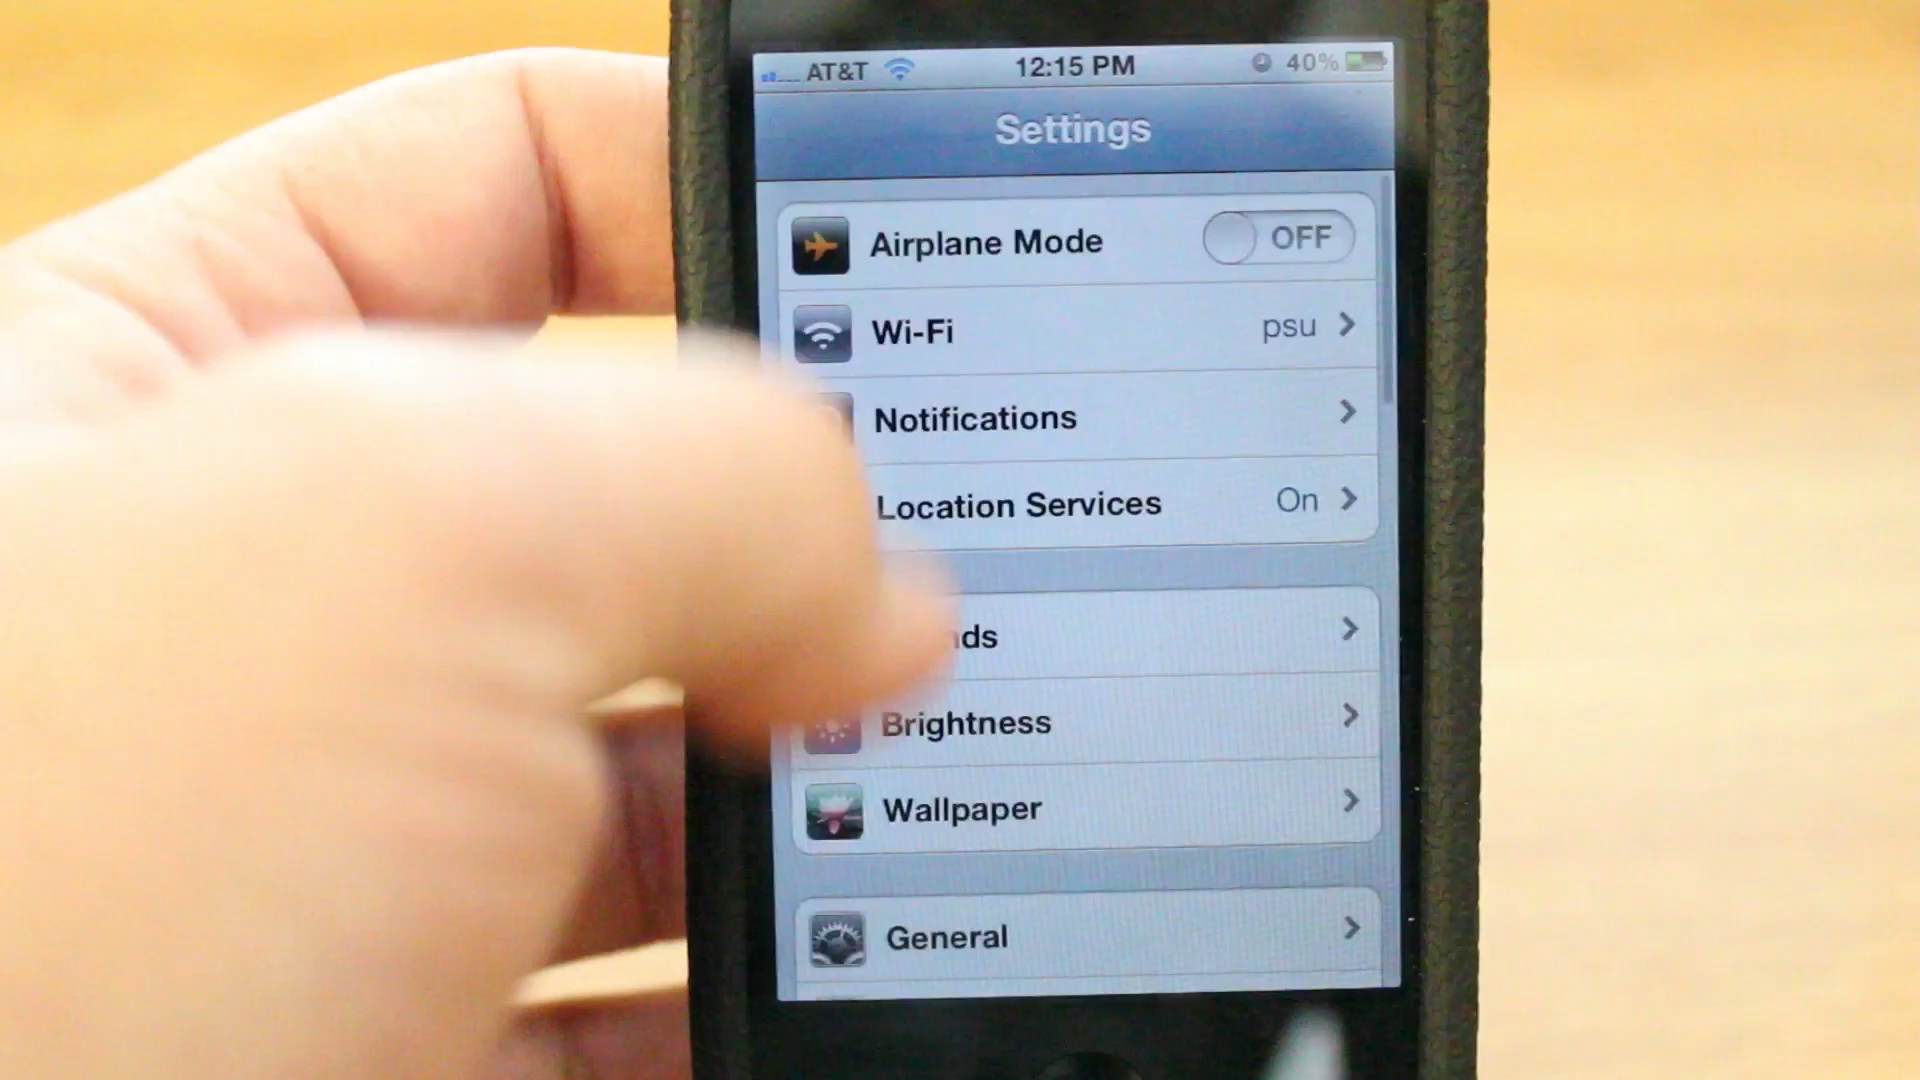 AT&T 12:15 PM 40%
Settings
Airplane Mode OFF
Wi-Fi psu
Notifications
Location Services On
nds
Brightness
Wallpaper
General